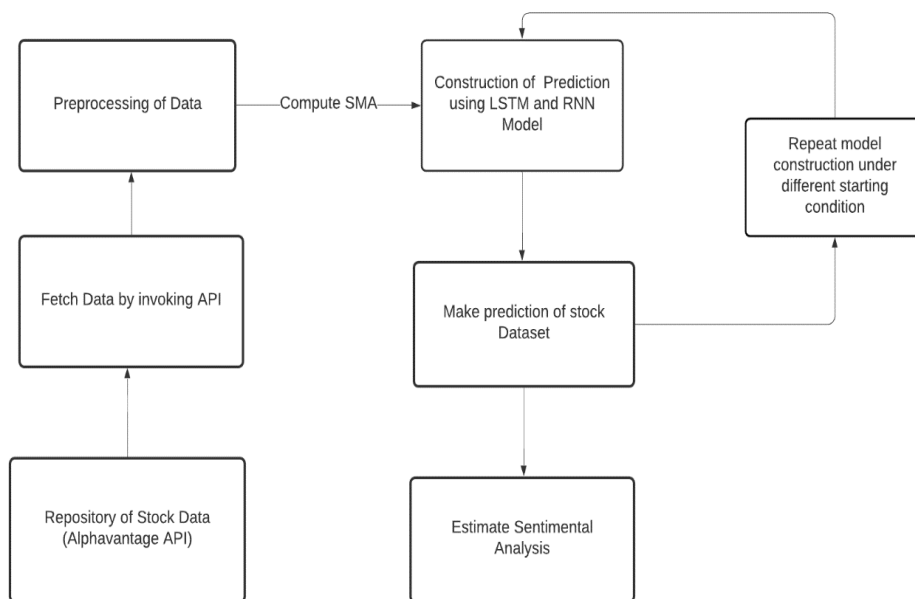 Preprocessing of Data
Compute SMA
Construction of Prediction
using LSTM and RNN
Model
Repeat model
construction under
different starting
condition
Fetch Data by invoking API
Make prediction of stock
Dataset
Repository of Stock Data
(Alphavantage API)
Estimate Sentimental
Analysis